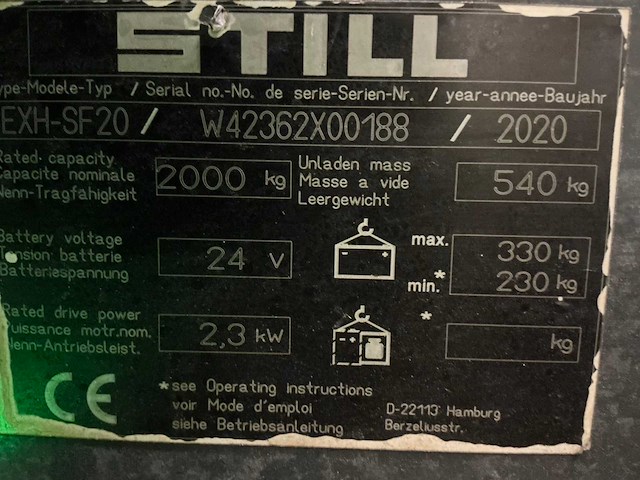 STILL
ype-Modele-Typ / Serial no.-No. de serie-Serien-Nr. / year-annee-Baujahr
EXH-SF20 / W42362X00188 / 2020
Rated capacity
Capacite nominale
Nenn-Tragfähigkeit
2000 kg
Unladen mass
Masse a vide
Leergewicht
540 kg
Battery voltage
Tension batterie
Batteriespannung
24 V
max. 330 kg
*
min. 230 kg
Rated drive power
Puissance motr.nom.
Nenn-Antriebsleist.
2,3 kW
* kg
CE
*see Operating instructions
voir Mode d'emploi
siehe Betriebsanleitung
D-22113 Hamburg
Berzeliusstr.